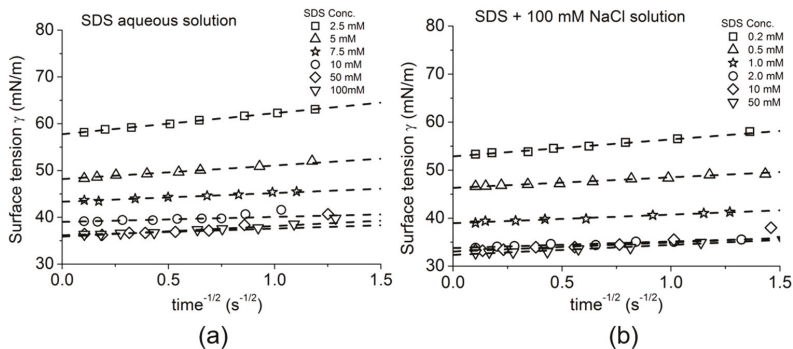 SDS aqueous solution
SDS Conc.
2.5 mM
5 mM
7.5 mM
10 mM
50 mM
100mM
Surface tension γ (mN/m)
80
70
60
50
40
30
0.0
0.5
1.0
1.5
time-1/2 (s-1/2)
(a)
SDS + 100 mM NaCl solution
SDS Conc.
0.2 mM
0.5 mM
1.0 mM
2.0 mM
10 mM
50 mM
Surface tension γ (mN/m)
80
70
60
50
40
30
0.0
0.5
1.0
1.5
time-1/2 (s-1/2)
(b)